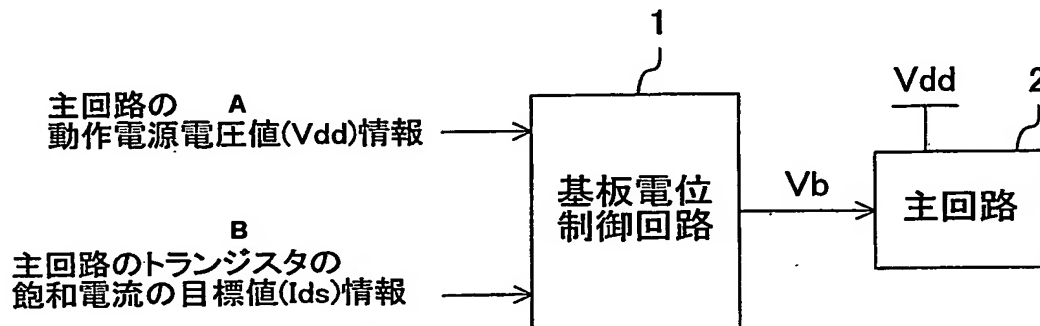 1
主回路の A
動作電源電圧値(Vdd)情報
Vdd
2
基板電位
制御回路
Vb
主回路
B
主回路のトランジスタの
飽和電流の目標値(Ids)情報